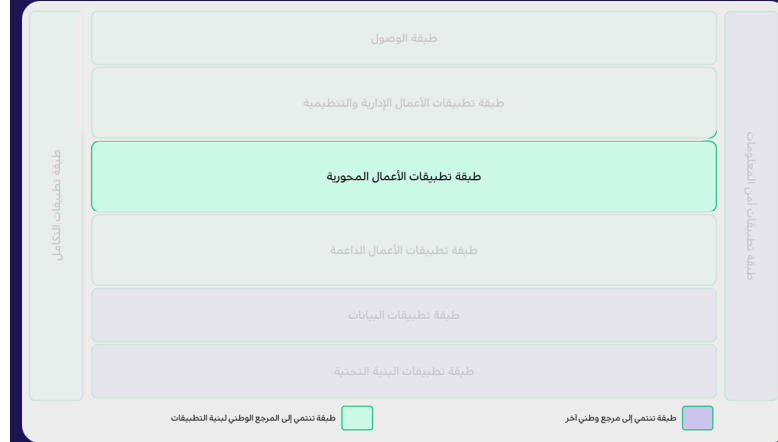 طبقة الوصول
طبقة تطبيقات الأعمال الإدارية والتنظيمية
طبقة تطبيقات الأعمال المحورية
طبقة تطبيقات الأعمال الداعمة
طبقة تطبيقات البيانات
طبقة تطبيقات البنية التحتية
طبقة تطبيقات أمن المعلومات
طبقة تطبيقات التكامل
طبقة تنتمي إلى مرجع وطني آخر
طبقة تنتمي إلى المرجع الوطني لبنية التطبيقات